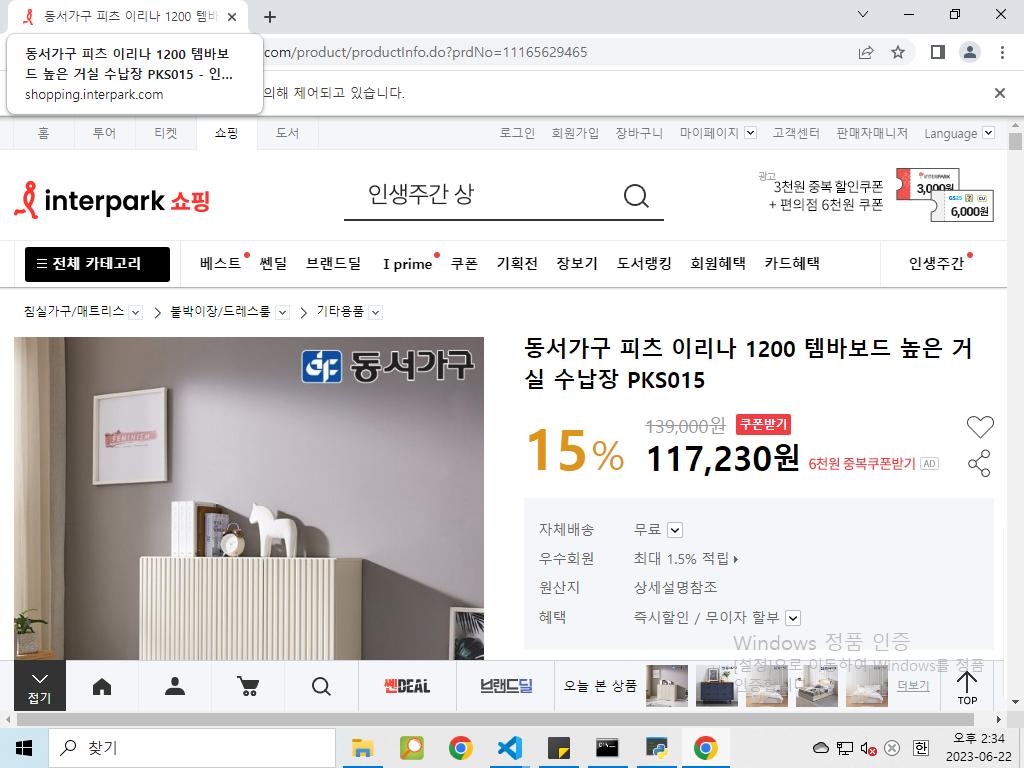 동서가구 피츠 이리나 1200 템바
동서가구 피츠 이리나 1200 템바보
드 높은 거실 수납장 PKS015 - 인...
shopping.interpark.com
com/product/productInfo.do?prdNo=11165629465
의해 제어되고 있습니다.
홈 투어 티켓 쇼핑 도서 로그인 회원가입 장바구니 마이페이지 고객센터 판매자매니저 Language
interpark 쇼핑
인생주간 상
광고
3천원 중복 할인쿠폰
+ 편의점 6천원 쿠폰
INTERPARK
3,000원
GS25 CU
6,000원
전체 카테고리 베스트 쎈딜 브랜드딜 I prime 쿠폰 기획전 장보기 도서랭킹 회원혜택 카드혜택 인생주간
침실가구/매트리스 붙박이장/드레스룸 기타용품
동서가구
FEMINISM
동서가구 피츠 이리나 1200 템바보드 높은 거
실 수납장 PKS015
15%
139,000원 쿠폰받기
117,230원 6천원 중복쿠폰받기 AD
자체배송 무료
우수회원 최대 1.5% 적립
원산지 상세설명참조
혜택 즉시할인 / 무이자 할부
Windows 정품 인증
[설정]으로 이동하여 Windows를 정품
인증합니다.
접기
쎈DEAL
브랜드딜
오늘 본 상품
더보기
TOP
찾기
한
오후 2:34
2023-06-22